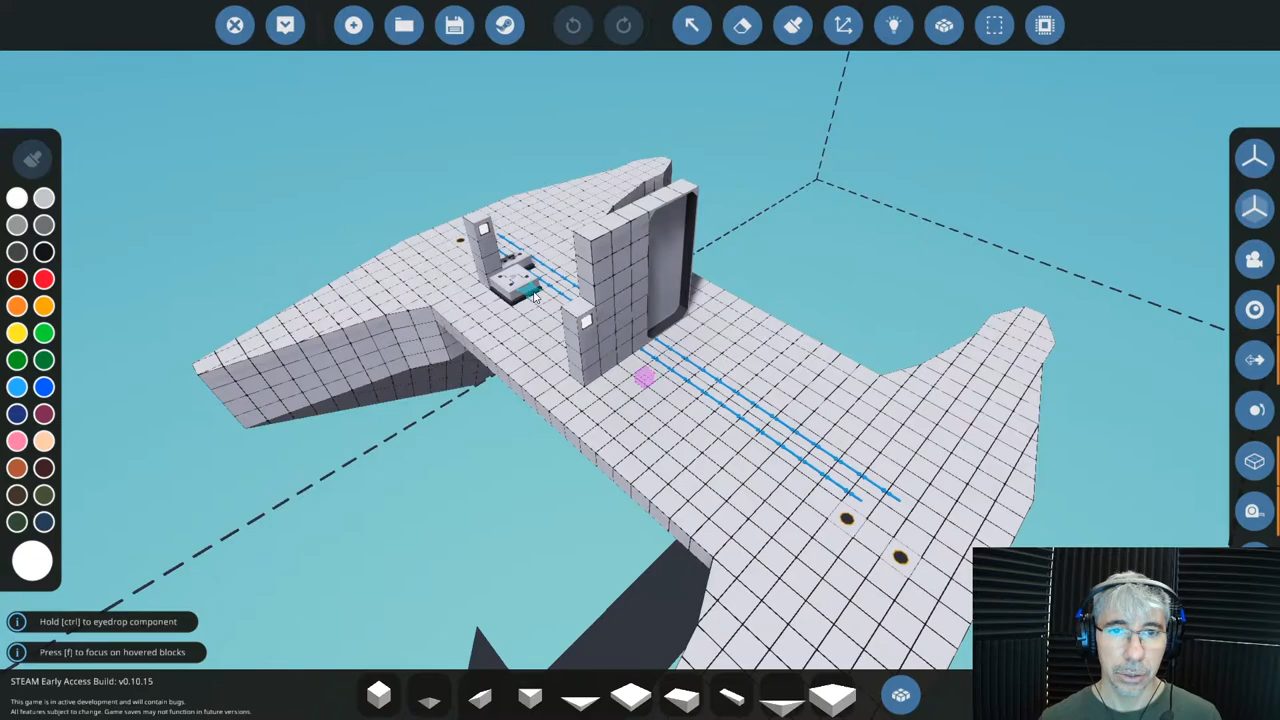 Hold [ctrl] to eyedrop component
Press [f] to focus on hovered blocks
STEAM Early Access Build: v0.10.15
This game is in active development and will contain bugs.
All features subject to change. Game saves may not function in future versions.